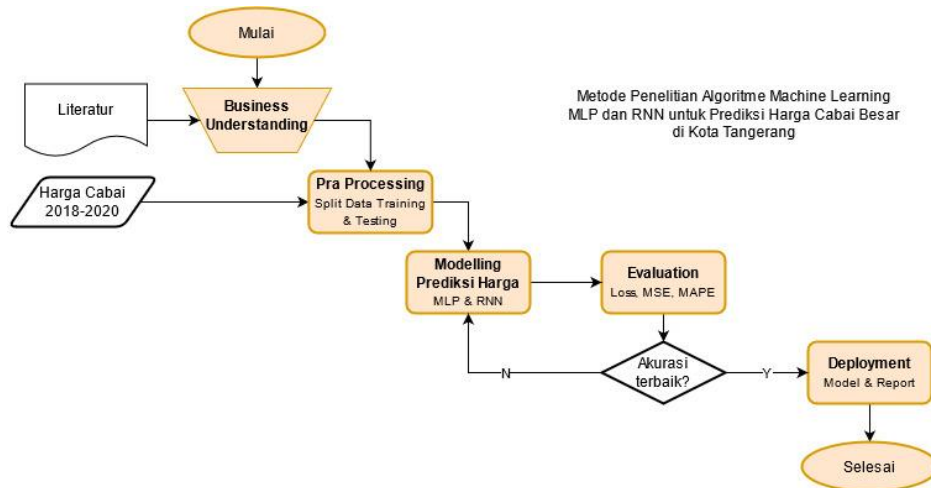 Mulai
Literatur
Business
Understanding
Metode Penelitian Algoritme Machine Learning
MLP dan RNN untuk Prediksi Harga Cabai Besar
di Kota Tangerang
Harga Cabai
2018-2020
Pra Processing
Split Data Training
& Testing
Modelling
Prediksi Harga
MLP & RNN
Evaluation
Loss, MSE, MAPE
Akurasi
terbaik?
N
Y
Deployment
Model & Report
Selesai